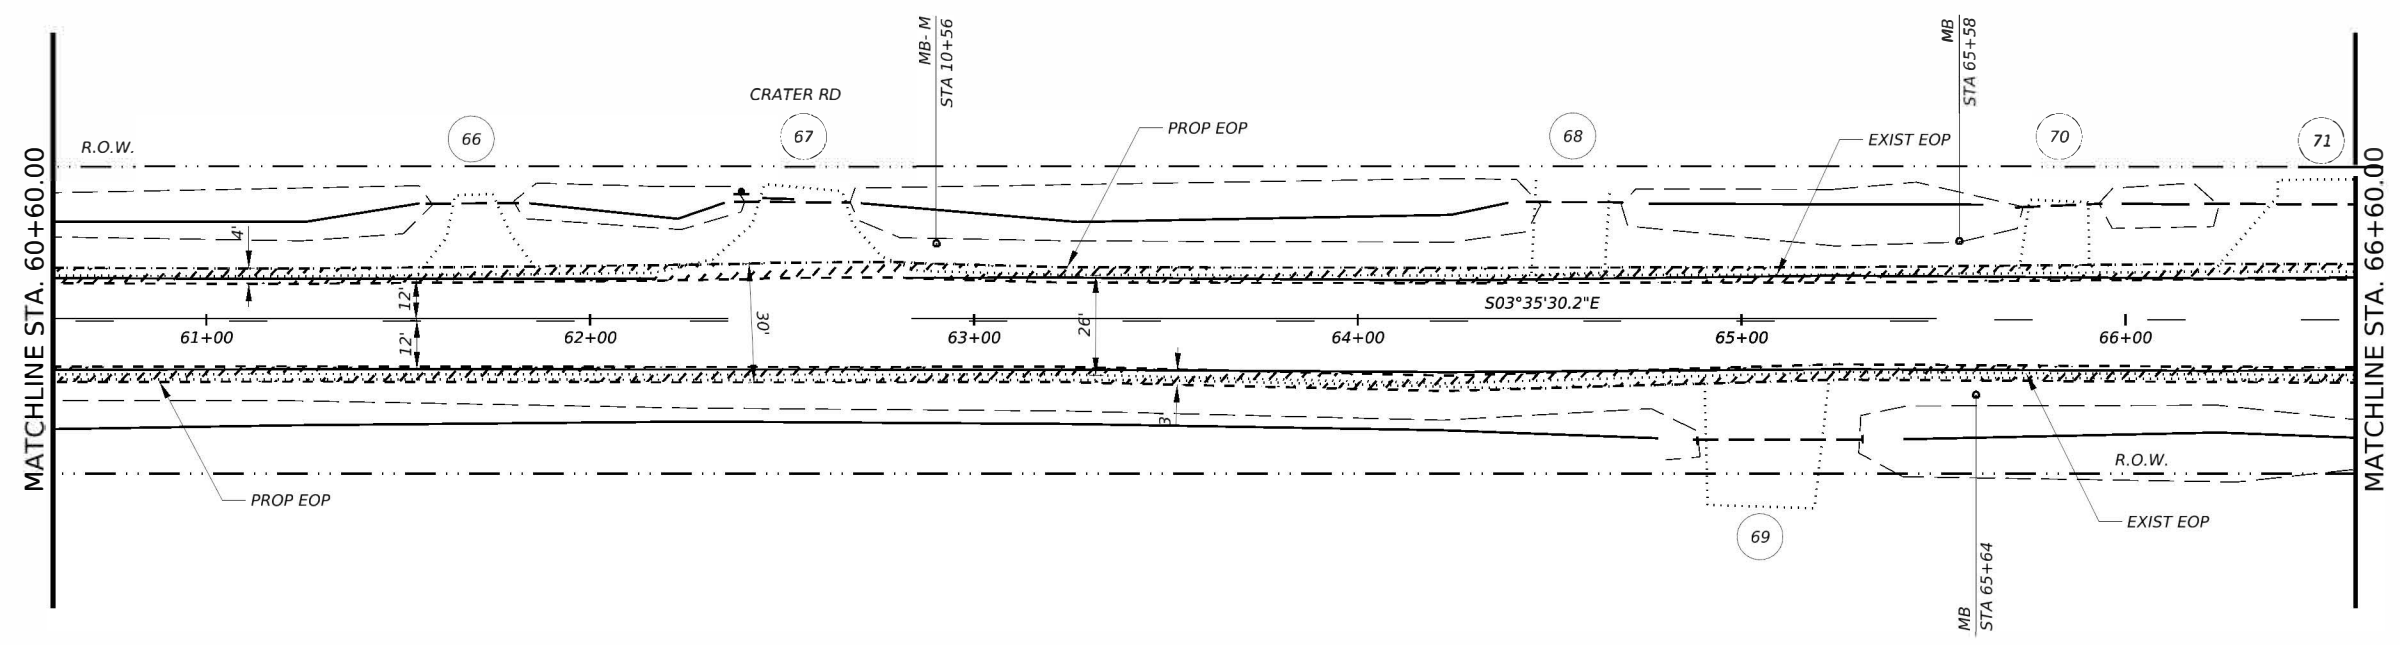 MB- M
STA 10+56
MB
STA 65+58
CRATER RD
66
67
PROP EOP
68
EXIST EOP
70
71
R.O.W.
MATCHLINE STA. 60+60.00
MATCHLINE STA. 66+60.00
4'
12'
S03°35'30.2"E
30'
26'
61+00
62+00
63+00
64+00
65+00
66+00
12'
3'
R.O.W.
PROP EOP
EXIST EOP
69
MB
STA 65+64